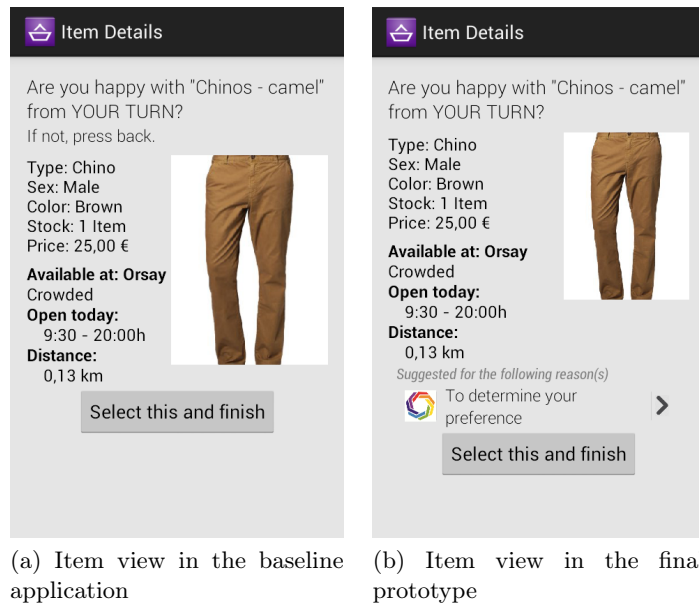 Item Details
Are you happy with "Chinos - camel"
from YOUR TURN?
If not, press back.
Type: Chino
Sex: Male
Color: Brown
Stock: 1 Item
Price: 25,00 €
Available at: Orsay
Crowded
Open today:
9:30 - 20:00h
Distance:
0,13 km
Select this and finish
(a) Item view in the baseline
application
Item Details
Are you happy with "Chinos - camel"
from YOUR TURN?
Type: Chino
Sex: Male
Color: Brown
Stock: 1 Item
Price: 25,00 €
Available at: Orsay
Crowded
Open today:
9:30 - 20:00h
Distance:
0,13 km
Suggested for the following reason(s)
To determine your
preference
Select this and finish
(b) Item view in the fina
prototype